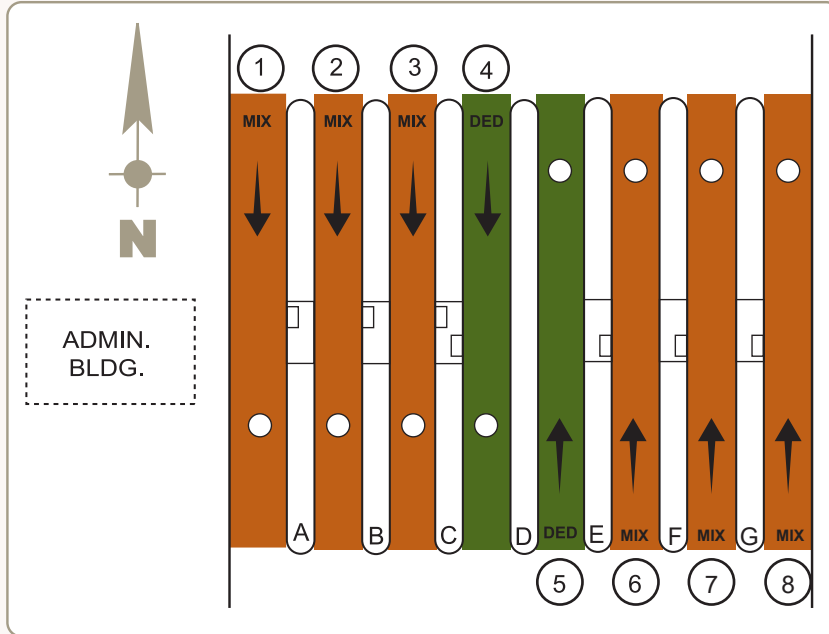 1 2 3 4
MIX MIX MIX DED
N
ADMIN.
BLDG.
A B C D DED E MIX F MIX G MIX
5 6 7 8